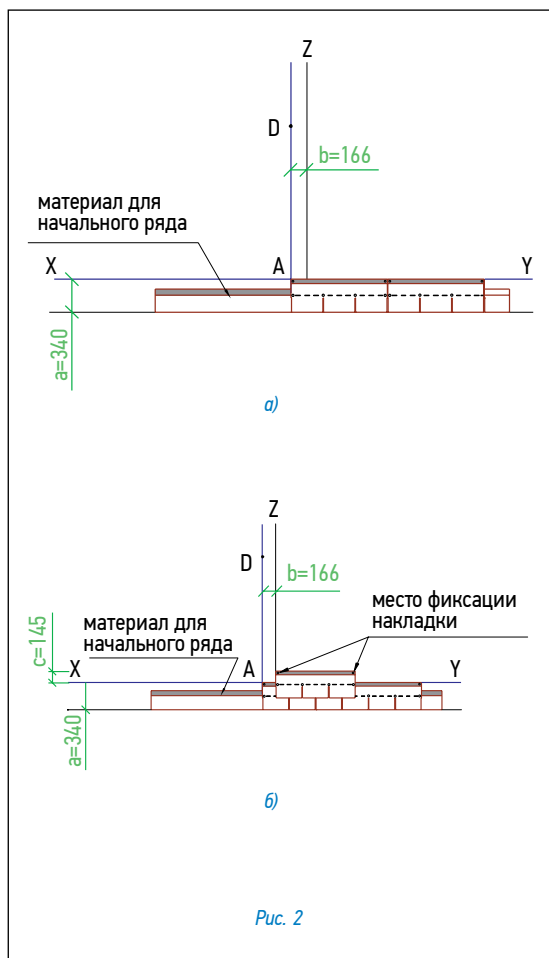 Z
D
b=166
материал для
начального ряда
X
A
Y
a=340
а)
Z
D
b=166
место фиксации
накладки
материал для
начального ряда
c=145
X
A
Y
a=340
б)
Рис. 2